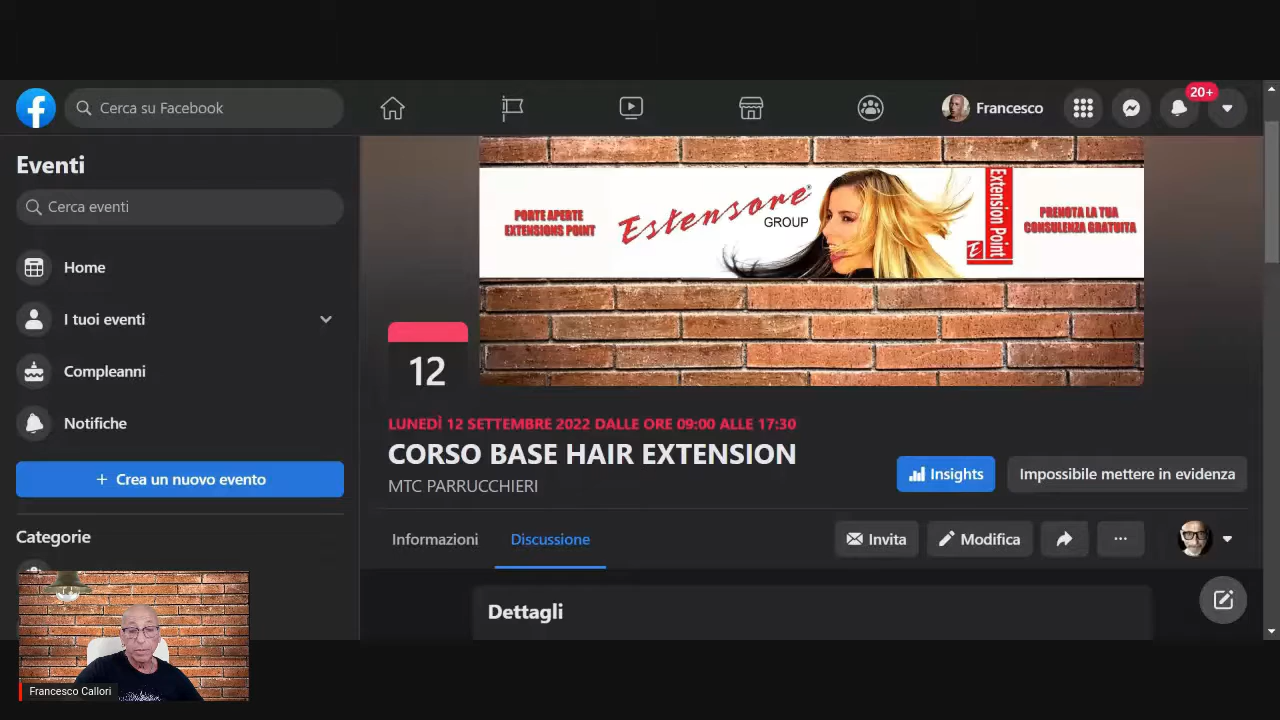 Cerca su Facebook
Francesco
20+
Eventi
Cerca eventi
Home
I tuoi eventi
Compleanni
Notifiche
+ Crea un nuovo evento
Categorie
PORTE APERTE
EXTENSIONS POINT
Estensore®
GROUP
E
Extension Point
PRENOTA LA TUA
CONSULENZA GRATUITA
12
LUNEDÌ 12 SETTEMBRE 2022 DALLE ORE 09:00 ALLE 17:30
CORSO BASE HAIR EXTENSION
MTC PARRUCCHIERI
Insights
Impossibile mettere in evidenza
Informazioni
Discussione
Invita
Modifica
Dettagli
Francesco Callori